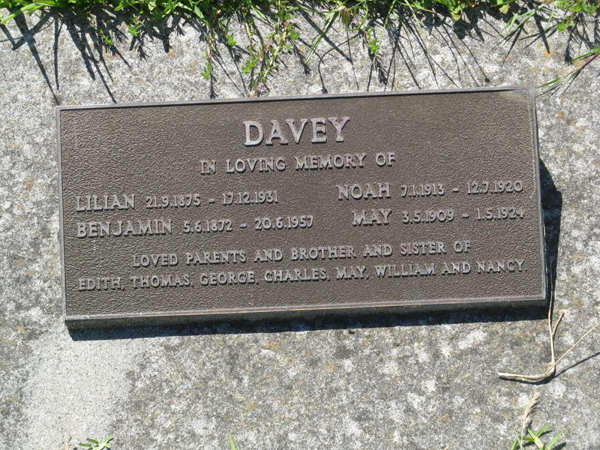 DAVEY
IN LOVING MEMORY OF
LILIAN 21.9.1875 - 17.12.1931 NOAH 7.1.1913 - 12.7.1920
BENJAMIN 5.6.1872 - 20.6.1957 MAY 3.5.1909 - 1.5.1924
LOVED PARENTS AND BROTHER AND SISTER OF
EDITH, THOMAS, GEORGE, CHARLES, MAY, WILLIAM AND NANCY.